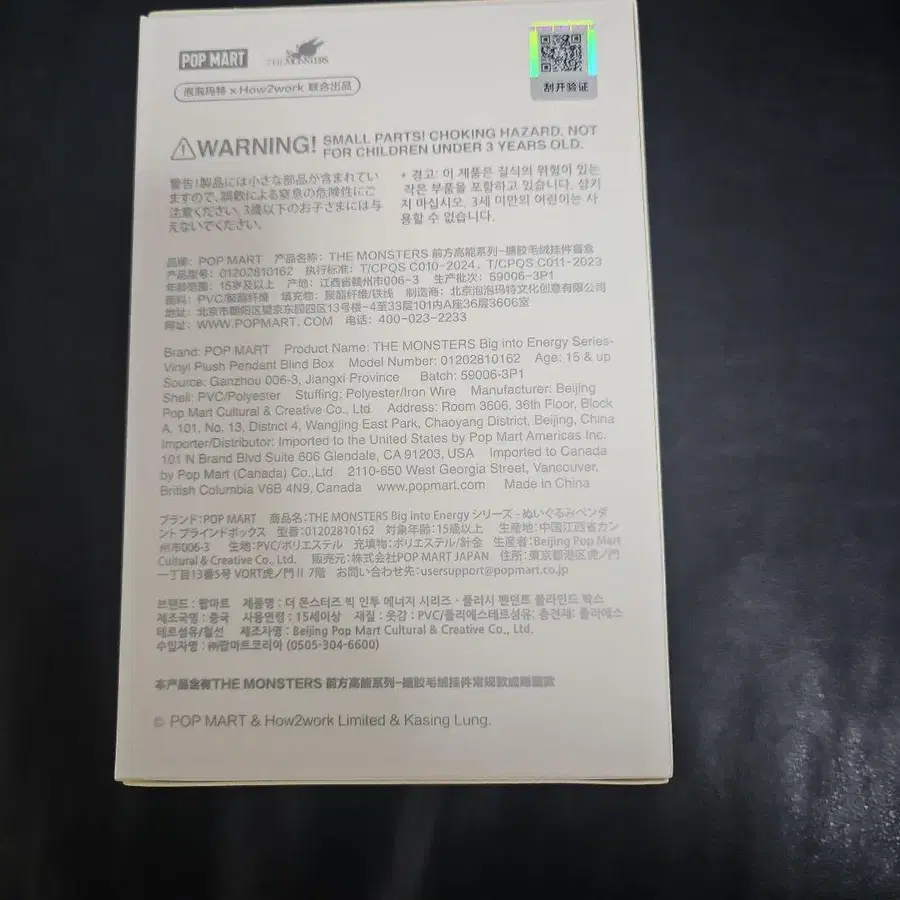 POP MART THE MONSTERS
泡泡玛特 x How2work 联合出品
刮开验证
WARNING! SMALL PARTS! CHOKING HAZARD. NOT
FOR CHILDREN UNDER 3 YEARS OLD.
警告!製品には小さな部品が含まれてい
ますので、誤飲による窒息の危険性にご
注意ください。3歳以下のお子さまには与
えないでください。
* 경고: 이 제품은 질식의 위험이 있는
작은 부품을 포함하고 있습니다. 삼키
지 마십시오. 3세 미만의 어린이는 사
용할 수 없습니다.
品牌：POP MART 产品名称：THE MONSTERS 前方高能系列-搪胶毛绒挂件盲盒
产品型号：01202810162 执行标准：T/CPQS C010-2024、T/CPQS C011-2023
年龄范围：15岁及以上 产地：江西省赣州市006-3 生产批次：59006-3P1
面料：PVC/聚酯纤维 填充物：聚酯纤维/铁线 制造商：北京泡泡玛特文化创意有限公司
地址：北京市朝阳区望京东园四区13号楼-4至33层101内A座36层3606室
网址：WWW.POPMART.COM 电话：400-023-2233
Brand: POP MART Product Name: THE MONSTERS Big into Energy Series-
Vinyl Plush Pendent Blind Box Model Number: 01202810162 Age: 15 & up
Source: Ganzhou 006-3, Jiangxi Province Batch: 59006-3P1
Shell: PVC/Polyester Stuffing: Polyester/Iron Wire Manufacturer: Beijing
Pop Mart Cultural & Creative Co., Ltd. Address: Room 3606, 36th Floor, Block
A, 101, No. 13, District 4, Wangjing East Park, Chaoyang District, Beijing, China
Importer/Distributor: Imported to the United States by Pop Mart Americas Inc.
101 N Brand Blvd Suite 606 Glendale, CA 91203, USA Imported to Canada
by Pop Mart (Canada) Co.,Ltd 2110-650 West Georgia Street, Vancouver,
British Columbia V6B 4N9, Canada www.popmart.com Made in China
ブランド：POP MART 商品名：THE MONSTERS Big into Energy シリーズ - ぬいぐるみペンダ
ント ブラインドボックス 型番：01202810162 対象年齢：15歳以上 生産地：中国江西省カン
州市006-3 生地：PVC/ポリエステル 充填物：ポリエステル/針金 生産者：Beijing Pop Mart
Cultural & Creative Co., Ltd. 販売元：株式会社POP MART JAPAN 住所：東京都港区虎ノ門
一丁目13番5号 VORT虎ノ門II 7階 お問い合わせ先：usersupport@popmart.co.jp
브랜드 : 팝마트 제품명 : 더 몬스터즈 빅 인투 에너지 시리즈 - 플러시 펜던트 블라인드 박스
제조국명 : 중국 사용연령 : 15세이상 재질 : 겉감 : PVC/폴리에스테르섬유; 충전재: 폴리에스
테르섬유/철선 제조자명 : Beijing Pop Mart Cultural & Creative Co., Ltd.
수입자명 : ㈜팝마트코리아 (0505-304-6600)
本产品含有THE MONSTERS 前方高能系列-搪胶毛绒挂件常规款或隐藏款
© POP MART & How2work Limited & Kasing Lung.